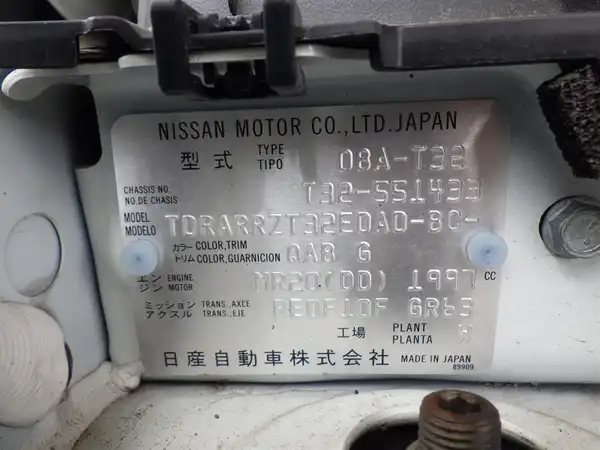 NISSAN MOTOR CO.,LTD.JAPAN
型式 TYPE TIPO DBA-T32
CHASSIS NO. NO.DE CHASIS T32-551433
MODEL MODELO TDRARRZT32EDAD-BC-
カラー COLOR,TRIM トリム COLOR,GUARNICION QAB G
エンジン ENGINE MOTOR MR20(DD) 1997 CC
ミッション TRANS.,AXCE アクスル TRANS.,EJE RE0F10F GR63
工場 PLANT PLANTA W
日産自動車株式会社 MADE IN JAPAN
89909